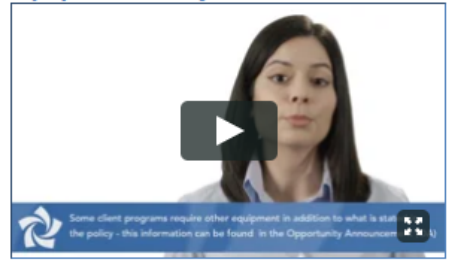 Some client programs require other equipment in addition to what is stat
the policy - this information can be found in the Opportunity Announcem A)